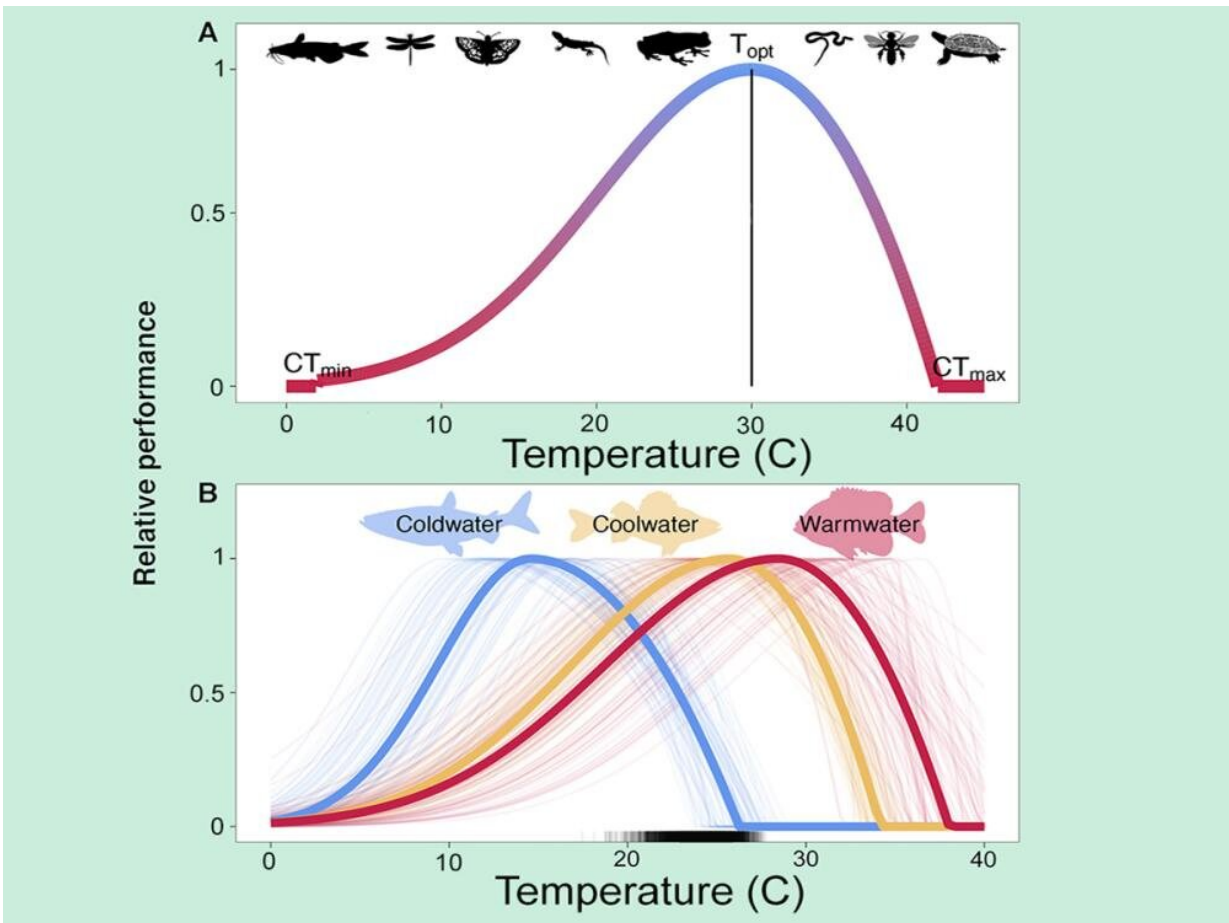 A
T_opt
1
0.5
0
CT_min
CT_max
0 10 20 30 40
Temperature (C)
Relative performance
B
Coldwater Coolwater Warmwater
1
0.5
0
0 10 20 30 40
Temperature (C)